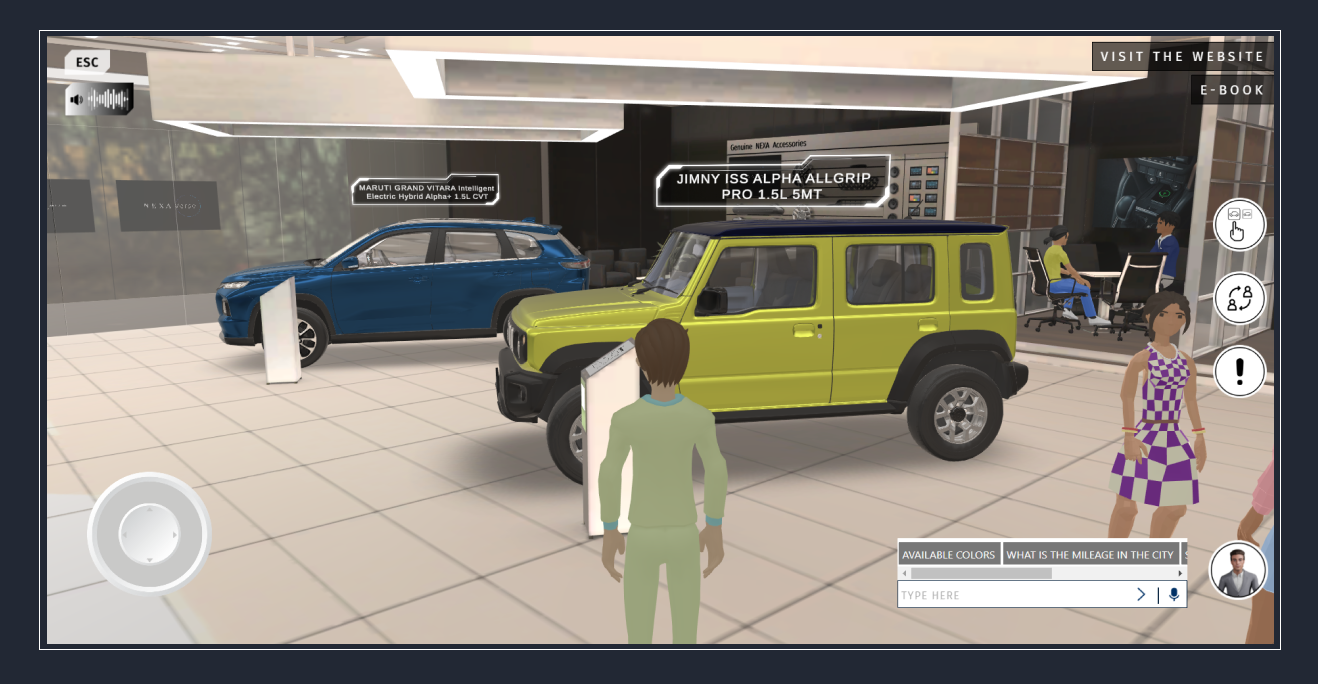 ESC
VISIT THE WEBSITE
E-BOOK
Genuine NEXA Accessories
MARUTI GRAND VITARA Intelligent
Electric Hybrid Alpha+ 1.5L CVT
JIMNY ISS ALPHA ALLGRIP
PRO 1.5L 5MT
NEXA
AVAILABLE COLORS
WHAT IS THE MILEAGE IN THE CITY
TYPE HERE